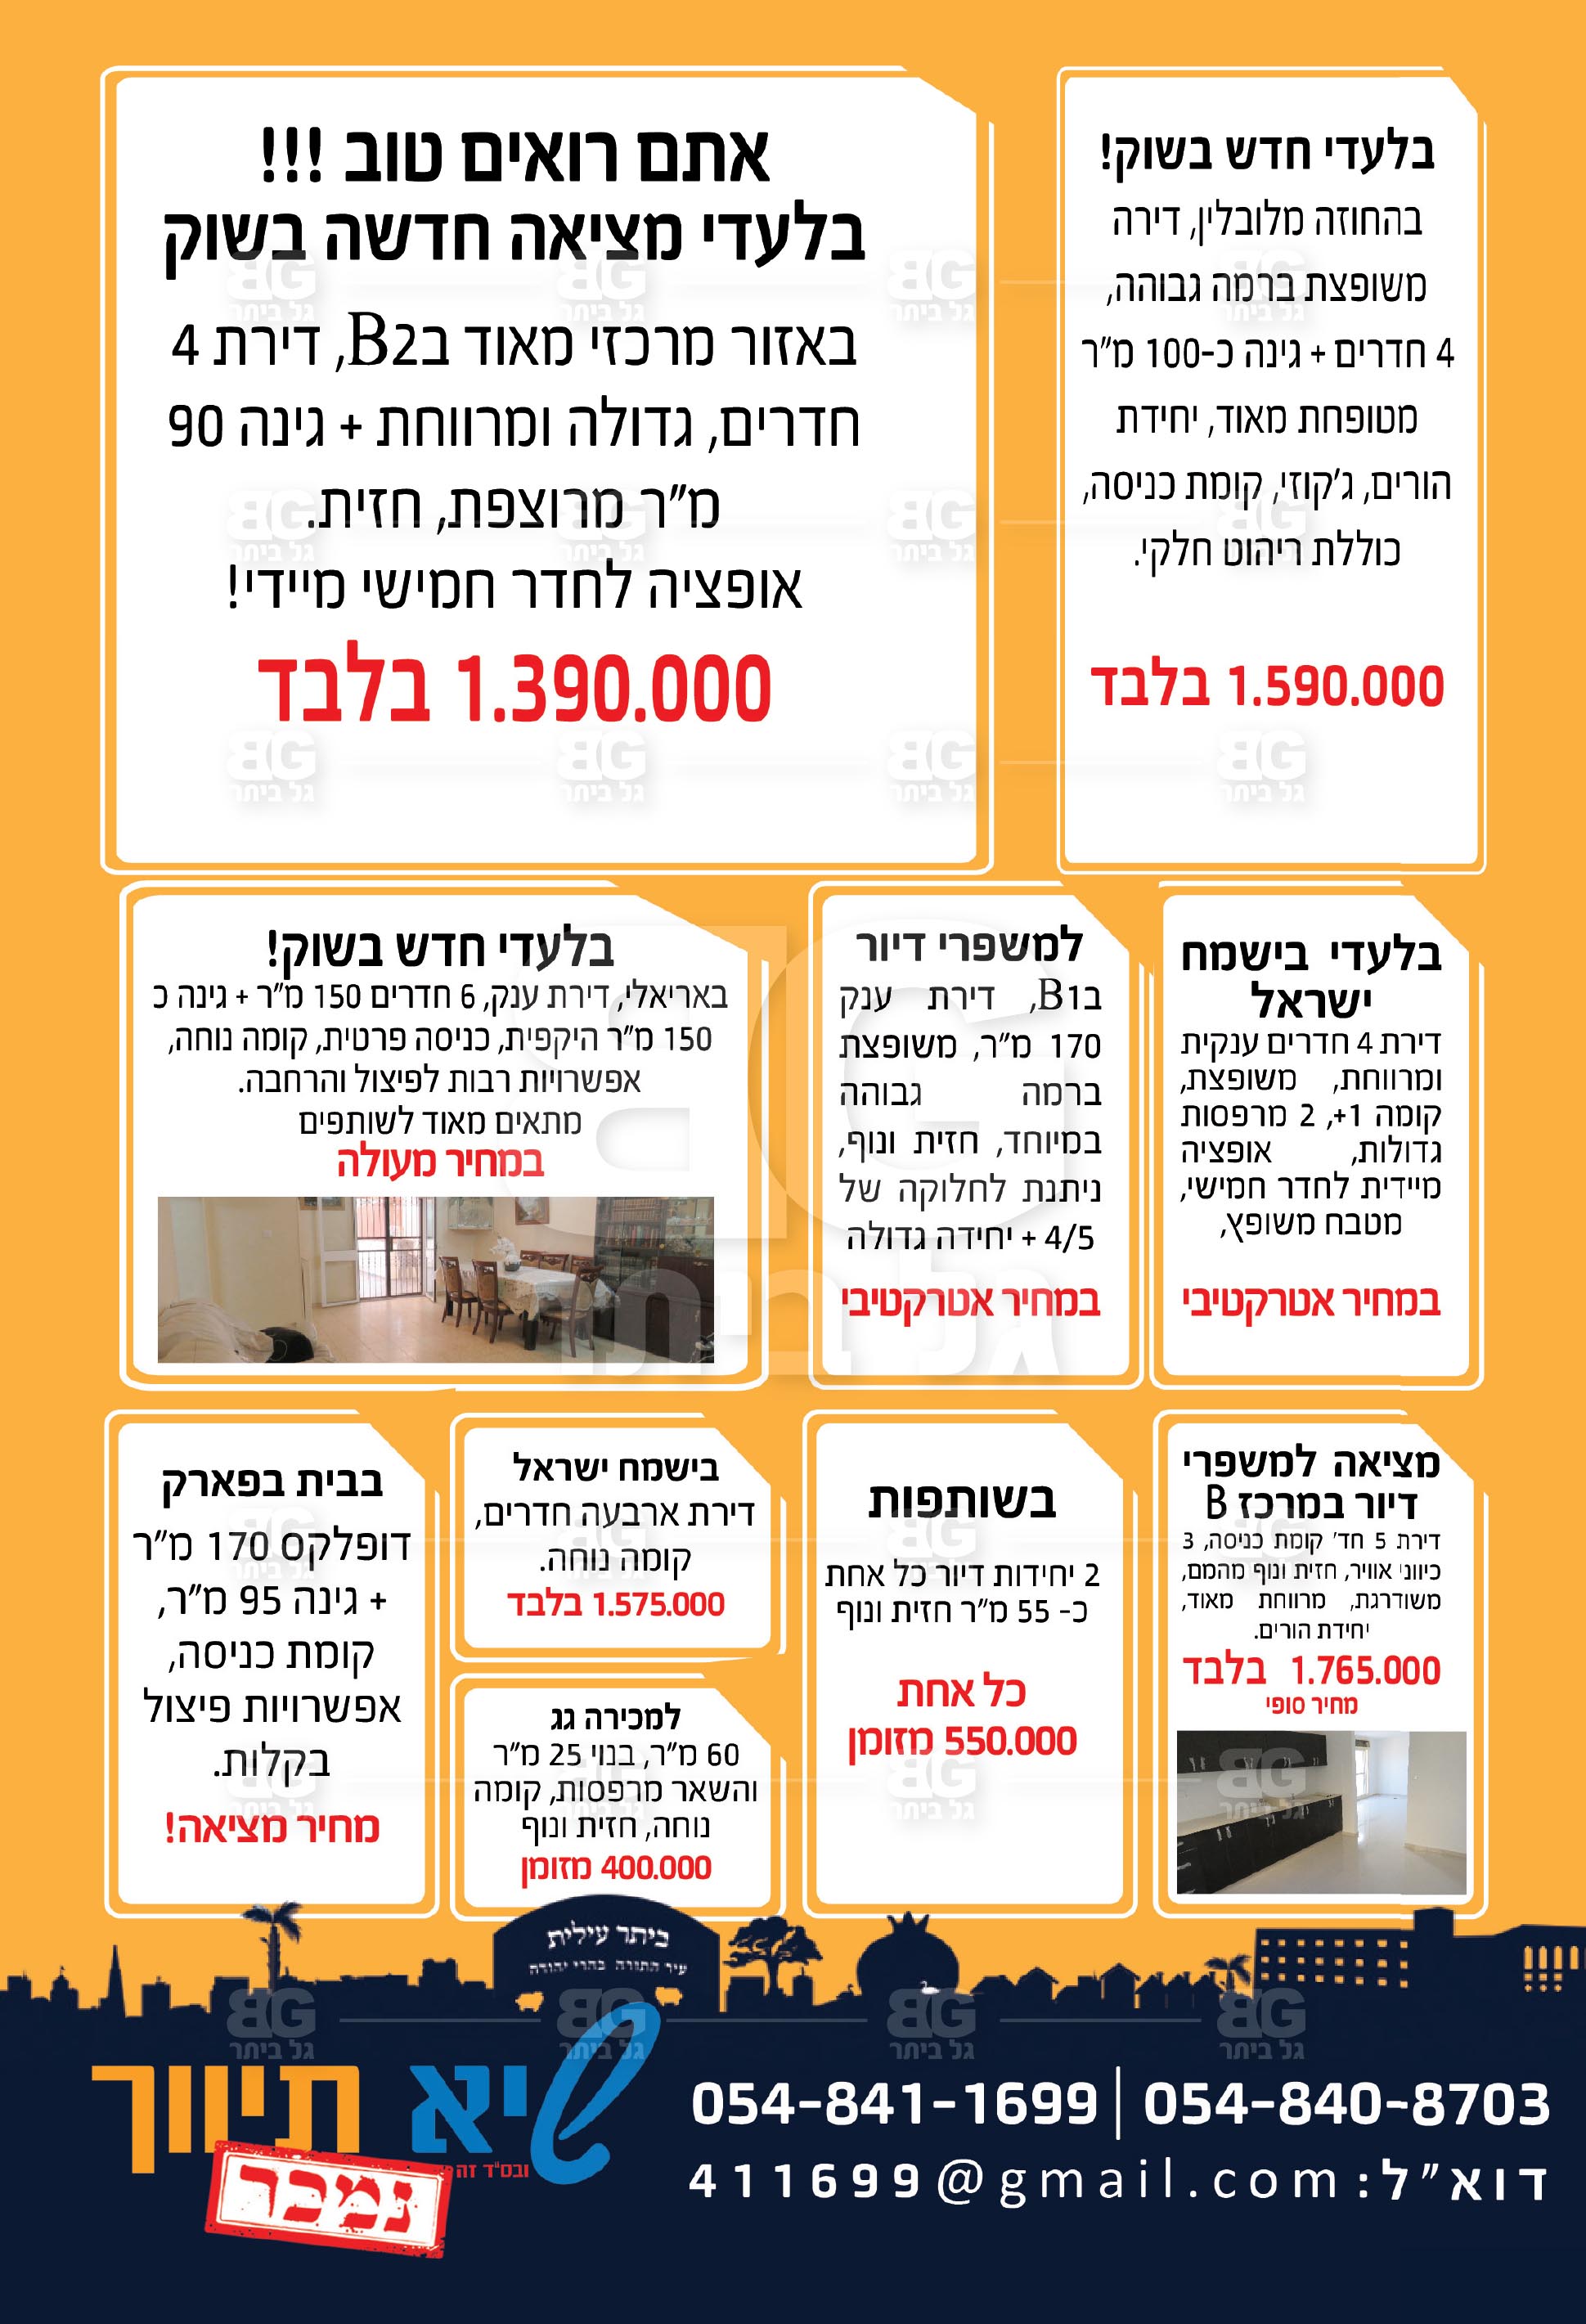 בלעדי חדש בשוק!
בהחוזה מלובלין, דירה
משופצת ברמה גבוהה,
4 חדרים + גינה כ-100 מ"ר
מטופחת מאוד, יחידת
הורים, ג'קוזי, קומת כניסה,
כוללת ריהוט חלקי.
1.590.000 בלבד
אתם רואים טוב !!!
בלעדי מציאה חדשה בשוק
באזור מרכזי מאוד בB2, דירת 4
חדרים, גדולה ומרווחת + גינה 90
מ"ר מרוצפת, חזית.
אופציה לחדר חמישי מיידי!
1.390.000 בלבד
בלעדי בישמח
ישראל
דירת 4 חדרים ענקית
ומרווחת, משופצת,
קומה 1+, 2 מרפסות
גדולות, אופציה
מיידית לחדר חמישי,
מטבח משופץ,
במחיר אטרקטיבי
למשפרי דיור
בB1, דירת ענק
170 מ"ר, משופצת
ברמה גבוהה
במיוחד, חזית ונוף,
ניתנת לחלוקה של
4/5 + יחידה גדולה
במחיר אטרקטיבי
בלעדי חדש בשוק!
באריאלי, דירת ענק, 6 חדרים 150 מ"ר + גינה כ
150 מ"ר היקפית, כניסה פרטית, קומה נוחה,
אפשרויות רבות לפיצול והרחבה.
מתאים מאוד לשותפים
במחיר מעולה
מציאה למשפרי
דיור במרכז B
דירת 5 חד' קומת כניסה, 3
כיווני אוויר, חזית ונוף מהמם,
משודרגת, מרווחת מאוד,
יחידת הורים.
1.765.000 בלבד
מחיר סופי
בשותפות
2 יחידות דיור כל אחת
כ- 55 מ"ר חזית ונוף
כל אחת
550.000 מזומן
בישמח ישראל
דירת ארבעה חדרים,
קומה נוחה.
1.575.000 בלבד
למכירה גג
60 מ"ר, בנוי 25 מ"ר
והשאר מרפסות, קומה
נוחה, חזית ונוף
400.000 מזומן
בבית בפארק
דופלקס 170 מ"ר
+ גינה 95 מ"ר,
קומת כניסה,
אפשרויות פיצול
בקלות.
מחיר מציאה!
ביתר עילית
עיר התורה בהרי יהודה
שיא תיווך
ובס"ד זה
נמכר
054-841-1699 | 054-840-8703
דוא"ל: 411699@gmail.com
BG
גל ביתר